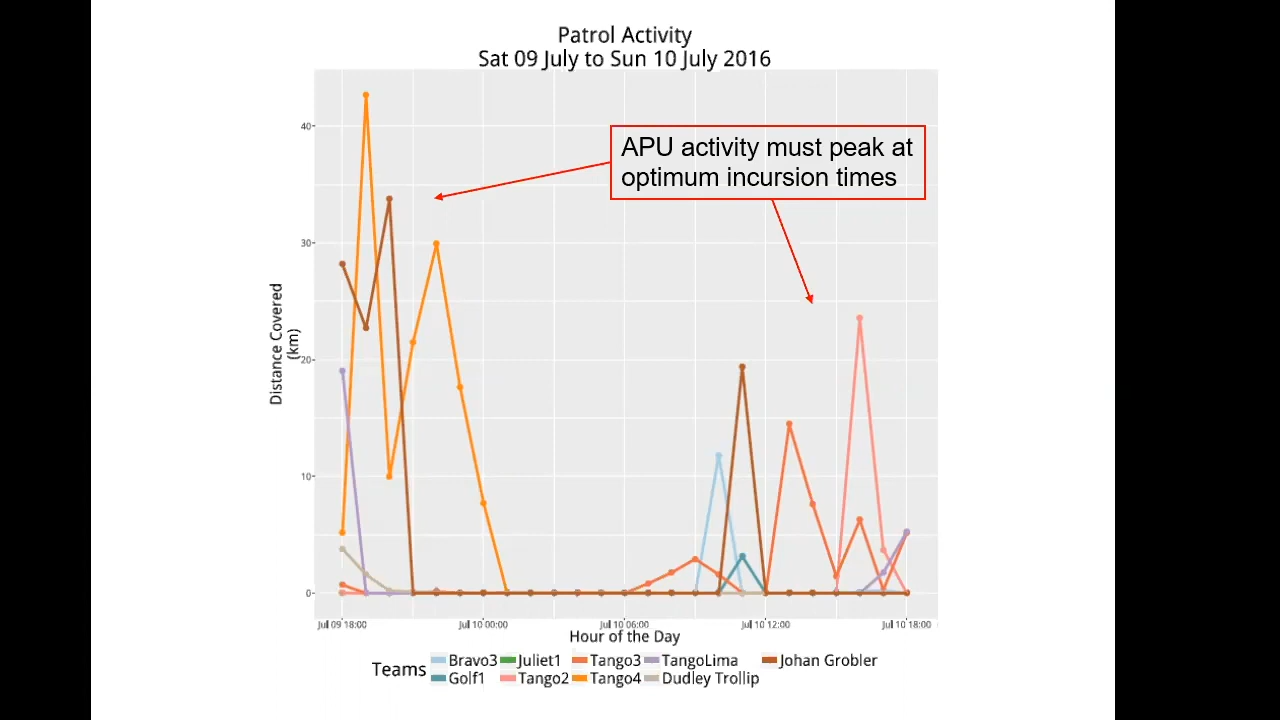 Patrol Activity
Sat 09 July to Sun 10 July 2016
APU activity must peak at
optimum incursion times
40
30
20
10
0
Distance Covered
(km)
Jul 09 18:00 Jul 10 00:00 Jul 10 06:00 Jul 10 12:00 Jul 10 18:00
Hour of the Day
Teams
Bravo3 Juliet1 Tango3 TangoLima Johan Grobler
Golf1 Tango2 Tango4 Dudley Trollip